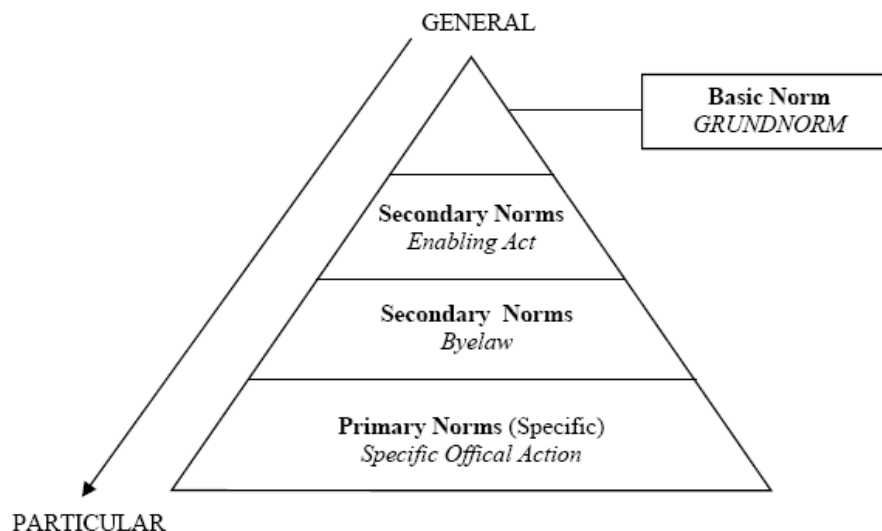 GENERAL
Basic Norm
GRUNDNORM
Secondary Norms
Enabling Act
Secondary Norms
Byelaw
Primary Norms (Specific)
Specific Offical Action
PARTICULAR